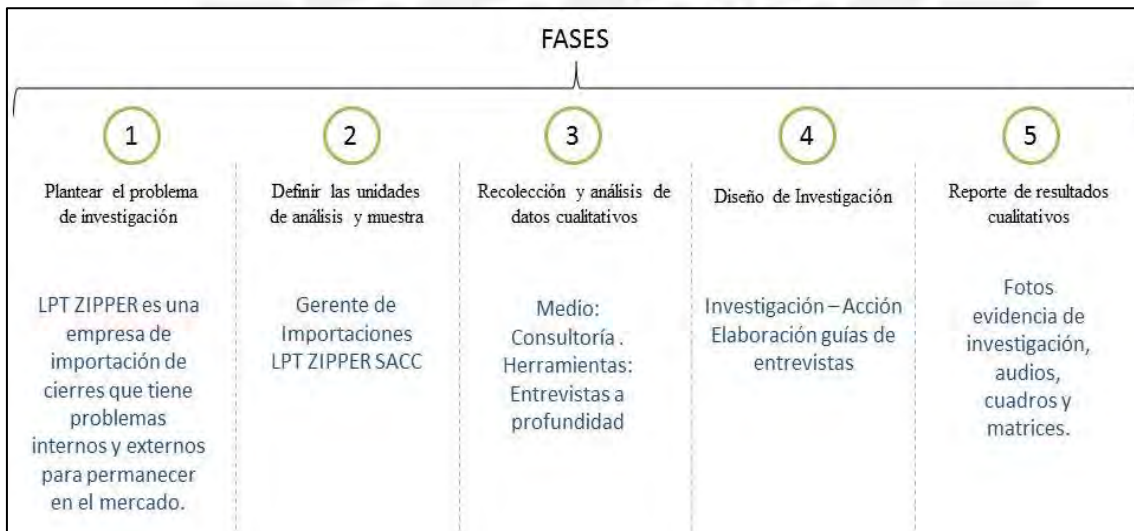 FASES
1
Plantear el problema
de investigación
LPT ZIPPER es una
empresa de
importación de
cierres que tiene
problemas
internos y externos
para permanecer
en el mercado.
2
Definir las unidades
de análisis y muestra
Gerente de
Importaciones
LPT ZIPPER SACC
3
Recolección y análisis de
datos cualitativos
Medio:
Consultoría .
Herramientas:
Entrevistas a
profundidad
4
Diseño de Investigación
Investigación – Acción
Elaboración guías de
entrevistas
5
Reporte de resultados
cualitativos
Fotos
evidencia de
investigación,
audios,
cuadros y
matrices.